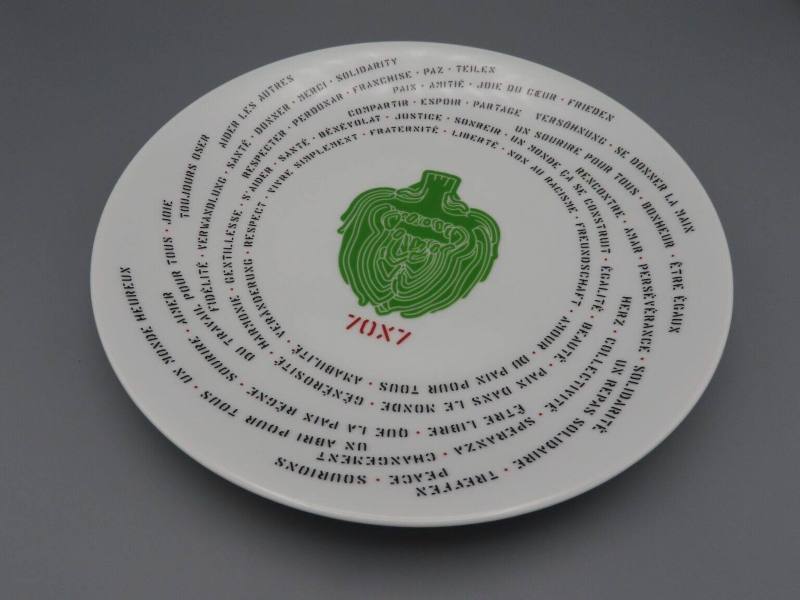 70X7
RESPECT · VIVRE SIMPLEMENT · FRATERNITÉ · LIBERTÉ · NON AU RACISME · FREUNDSCHAFT · AMOUR · DU PAIN POUR TOUS · AMABILITÉ · VERÄNDERUNG
GENTILLESSE · S'AIDER · SANTÉ · BÉNÉVOLAT · JUSTICE · SONREIR · UN MONDE ÇA SE CONSTRUIT · ÉGALITÉ · BEAUTÉ · PAIX DANS LE MONDE · GÉNÉROSITÉ · HARMONIE
COMPARTIR · ESPOIR · PARTAGE
RENCONTRE · AMAR · PERSÉVÉRANCE · SOLIDARITÉ
HERZ · COLLECTIVITÉ · ÊTRE LIBRE · QUE LA PAIX RÈGNE · SOURIRE · AIMER
DU TRAVAIL POUR TOUS · JOIE
FIDÉLITÉ · VERWANDLUNG · SANTÉ · DONNER · MERCI · SOLIDARITY
RESPECTER · PERDONAR · FRANCHISE · PAZ · TEILEN
PAIX · AMITIÉ · JOIE DU CŒUR · FRIEDEN
UN SOURIRE POUR TOUS · BONHEUR · ÊTRE ÉGAUX
VERSÖHNUNG · SE DONNER LA MAIN
UN REPAS SOLIDAIRE · TREFFEN
SPERANZA · CHANGEMENT
PEACE · SOURIONS
UN ABRI POUR TOUS · UN MONDE HEUREUX
TOUJOURS OSER
AIDER LES AUTRES